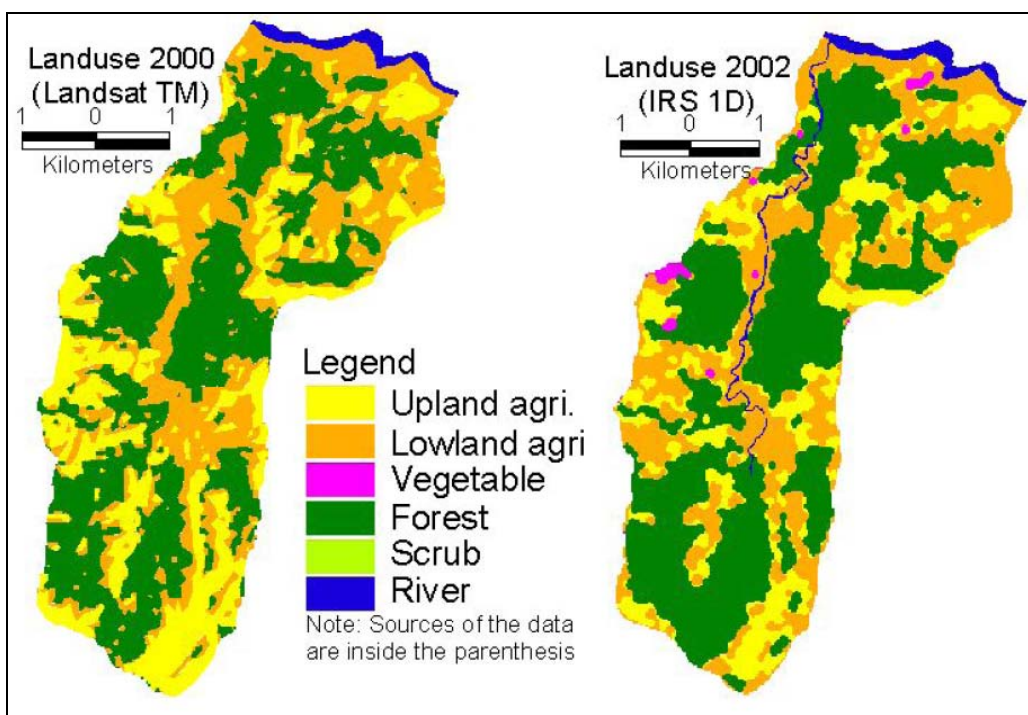 Landuse 2000
(Landsat TM)
1 0 1
Kilometers
Landuse 2002
(IRS 1D)
1 0 1
Kilometers
Legend
Upland agri.
Lowland agri
Vegetable
Forest
Scrub
River
Note: Sources of the data
are inside the parenthesis